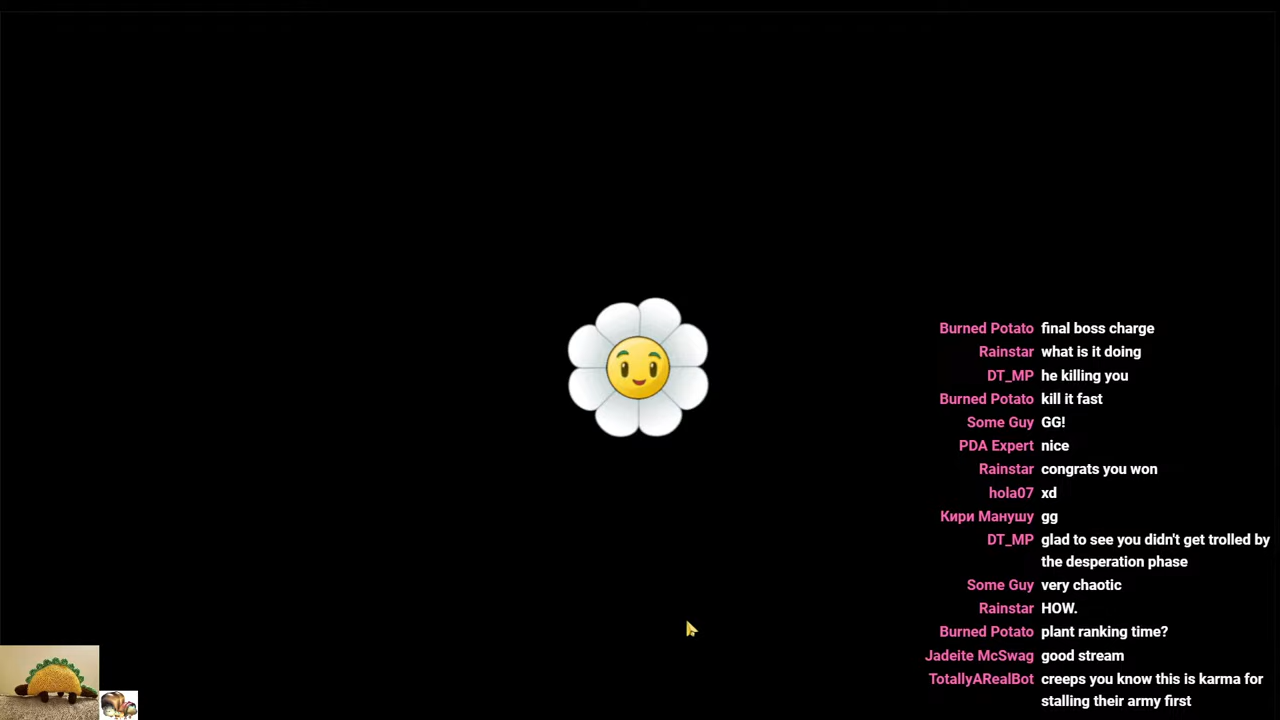 Burned Potato final boss charge
Rainstar what is it doing
DT_MP he killing you
Burned Potato kill it fast
Some Guy GG!
PDA Expert nice
Rainstar congrats you won
hola07 xd
Кири Манушу gg
DT_MP glad to see you didn't get trolled by
the desperation phase
Some Guy very chaotic
Rainstar HOW.
Burned Potato plant ranking time?
Jadeite McSwag good stream
TotallyARealBot creeps you know this is karma for
stalling their army first